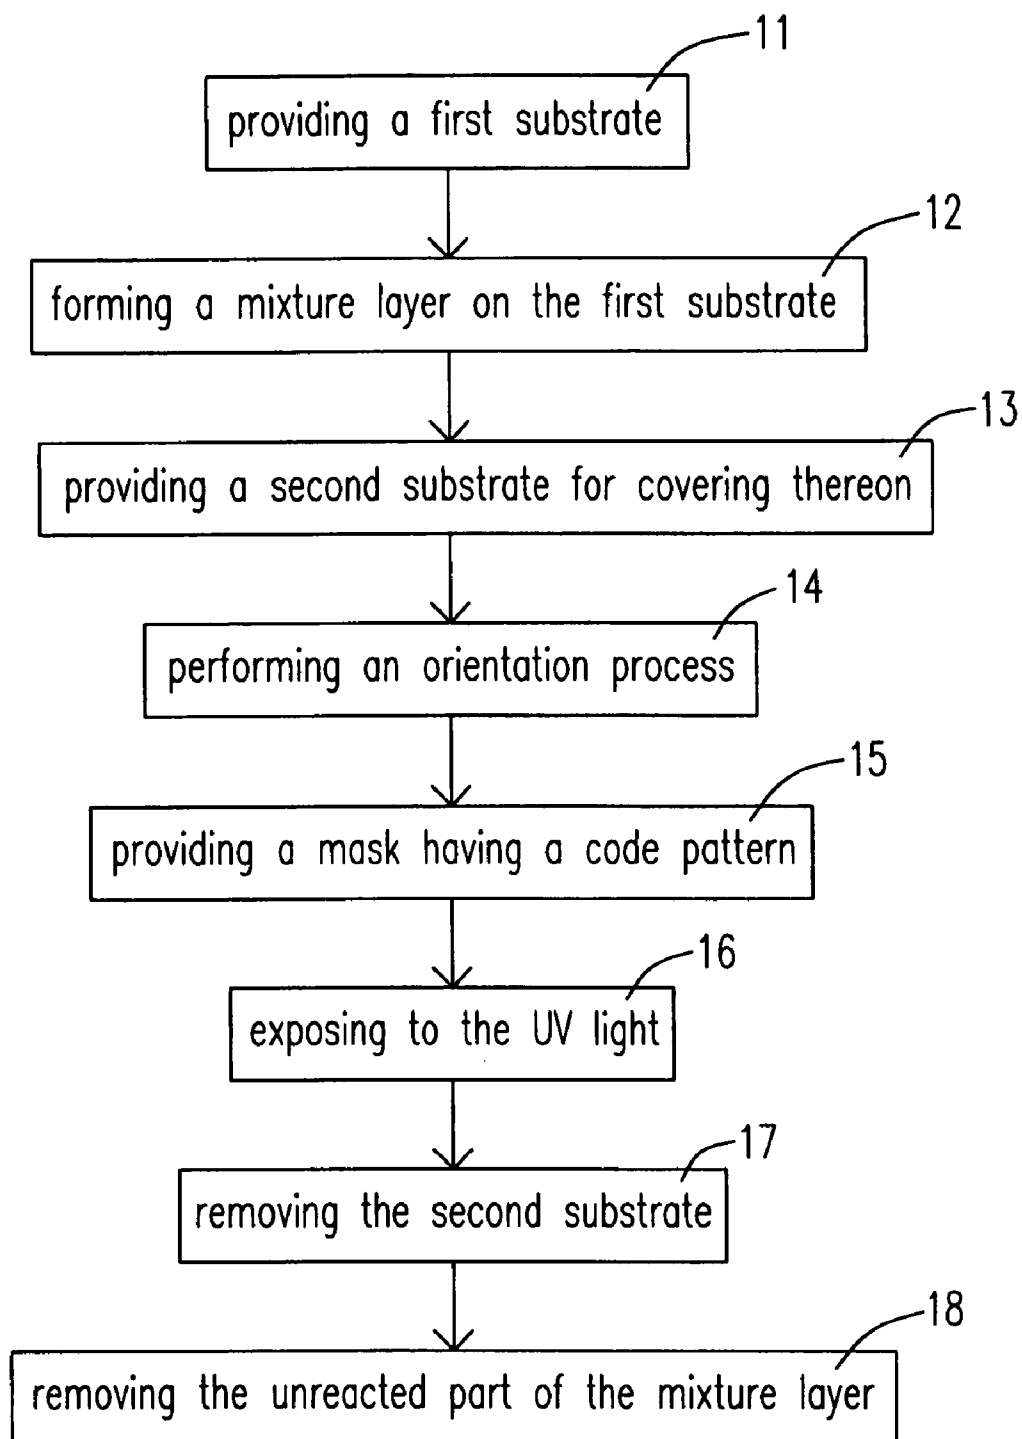 11
providing a first substrate
12
forming a mixture layer on the first substrate
13
providing a second substrate for covering thereon
14
performing an orientation process
15
providing a mask having a code pattern
16
exposing to the UV light
17
removing the second substrate
18
removing the unreacted part of the mixture layer